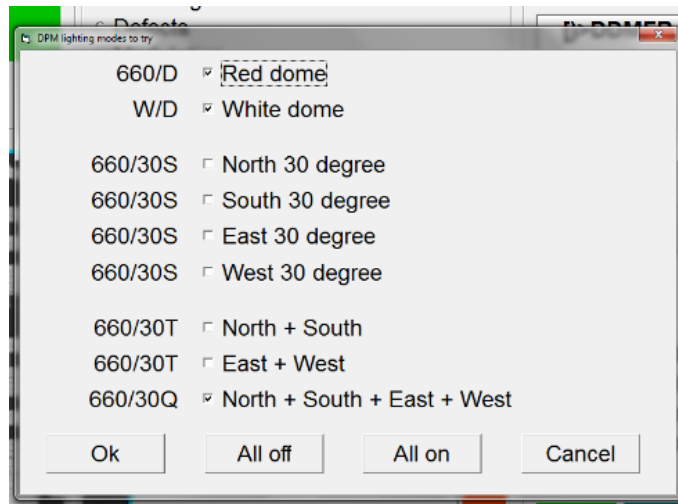 Defects
DPM lighting modes to try
660/D Red dome
W/D White dome
660/30S North 30 degree
660/30S South 30 degree
660/30S East 30 degree
660/30S West 30 degree
660/30T North + South
660/30T East + West
660/30Q North + South + East + West
Ok All off All on Cancel